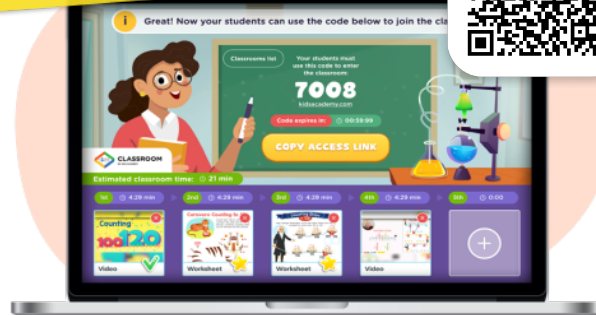 Great! Now your students can use the code below to join the cla
Classrooms list
Your students must
use this code to enter
the classroom
7008
kidsacademy.com
Code expires in: 00:59:99
COPY ACCESS LINK
CLASSROOM
Estimated classroom time: 21 min
1st 4:29 min 2nd 4:29 min 3rd 4:29 min 4th 4:29 min 5th 0:00
Counting
100 120
Carnivore Counting
Video
Worksheet
Worksheet
Video